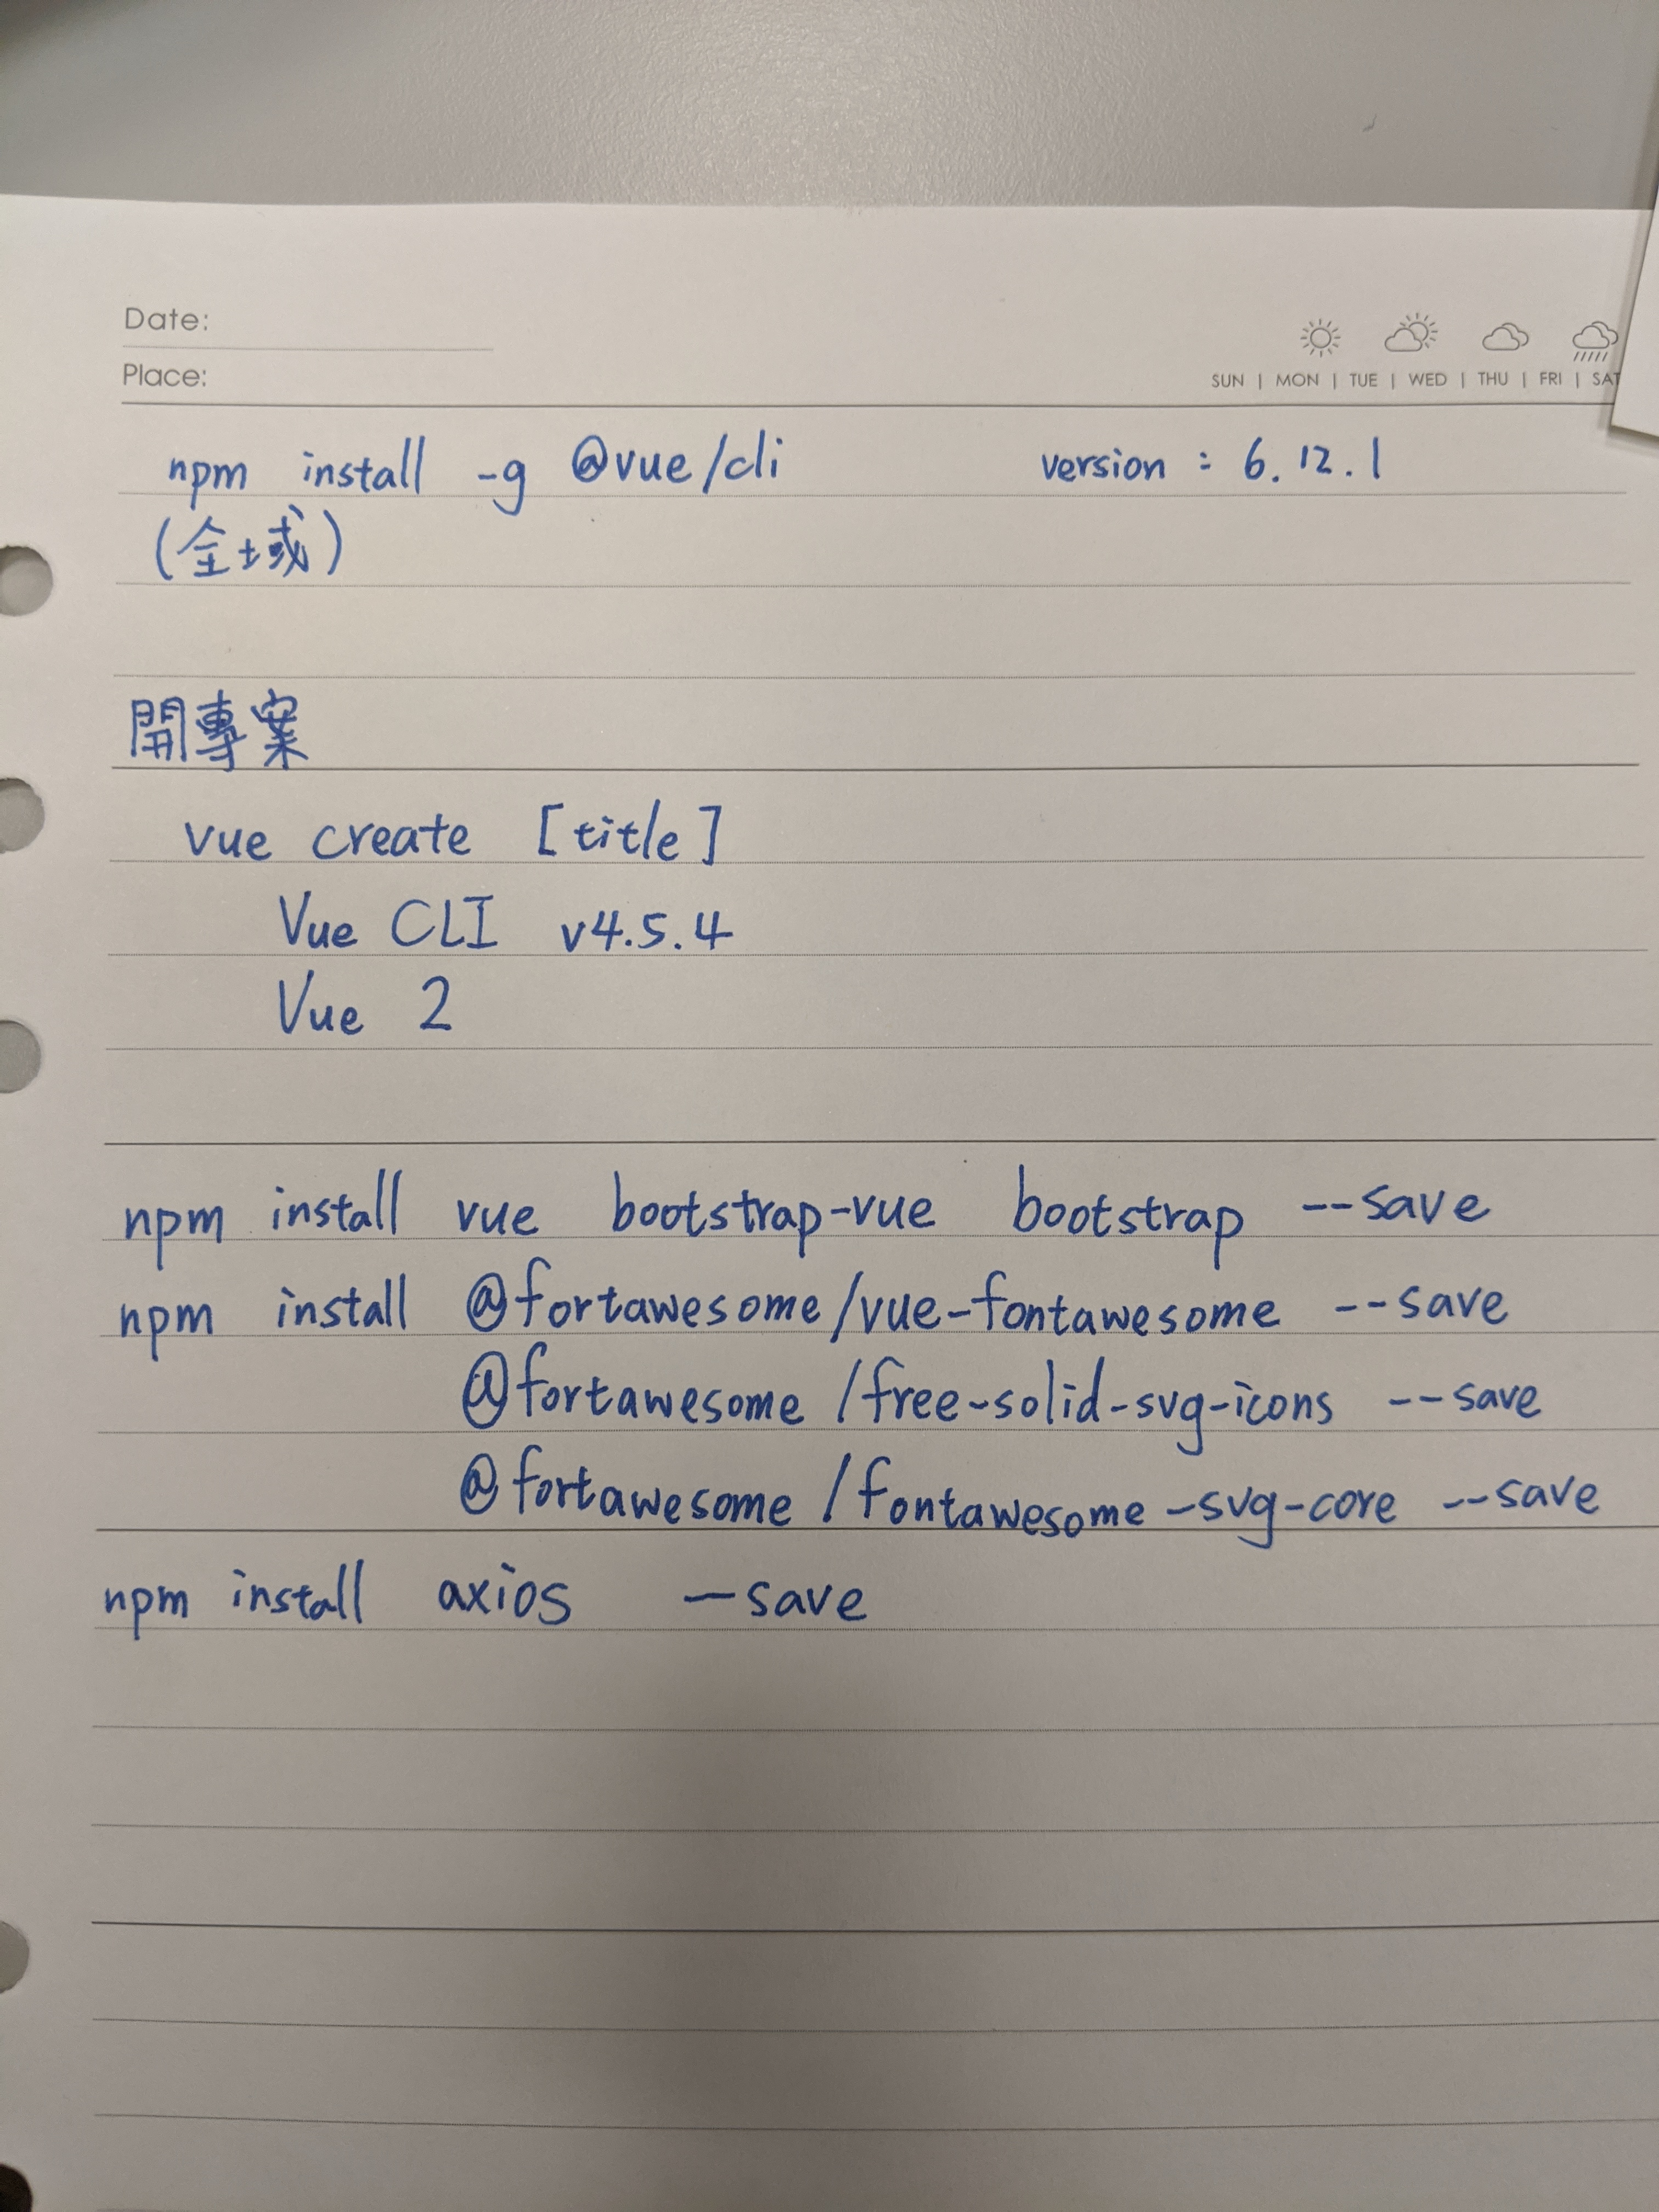 Date:
Place:
SUN | MON | TUE | WED | THU | FRI | SAT
npm install -g @vue/cli version : 6.12.1
(全域)
開專案
vue create [title]
Vue CLI v4.5.4
Vue 2
npm install vue bootstrap-vue bootstrap --save
npm install @fortawesome/vue-fontawesome --save
@fortawesome/free-solid-svg-icons --save
@fortawesome/fontawesome-svg-core --save
npm install axios —save